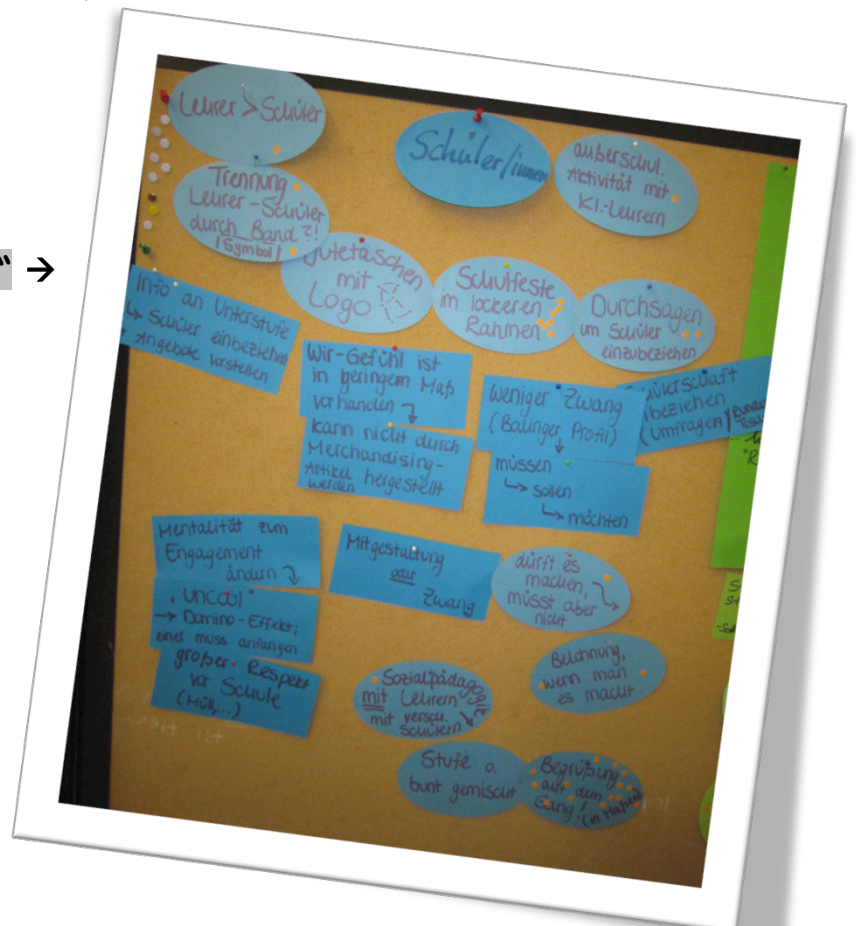 Lehrer > Schüler
Schüler/innen
außerschul.
Aktivität mit
Kl.-Lehrern
Trennung
Lehrer-Schüler
durch Band ?!
(Symbol)
Jutetaschen
mit
Logo
Schulfeste
im lockeren
Rahmen
Durchsagen
um Schüler
einzubeziehen
Info an Unterstufe
↳ Schüler einbeziehen
Angebote vorstellen
Wir-Gefühl ist
in geringem Maß
vorhanden
kann nicht durch
Merchandising-
Artikel hergestellt
werden
Weniger Zwang
(Balinger Profil)
müssen
↳ sollen
↳ möchten
beziehen
(Umfragen/
Mentalität zum
Engagement
ändern
"uncool"
→ Domino-Effekt;
einer muss anfangen
großer Respekt
vor Schule
(Müll,...)
Mitgestaltung
oder
Zwang
dürft es
machen,
müsst aber
nicht
Belohnung,
wenn man
es macht
Sozialpädagogik
mit Lehrern
mit versch.
Schülern
Stufe o.
bunt gemischt
Begrüßung
auf dem
Gang!
(in Maßen)